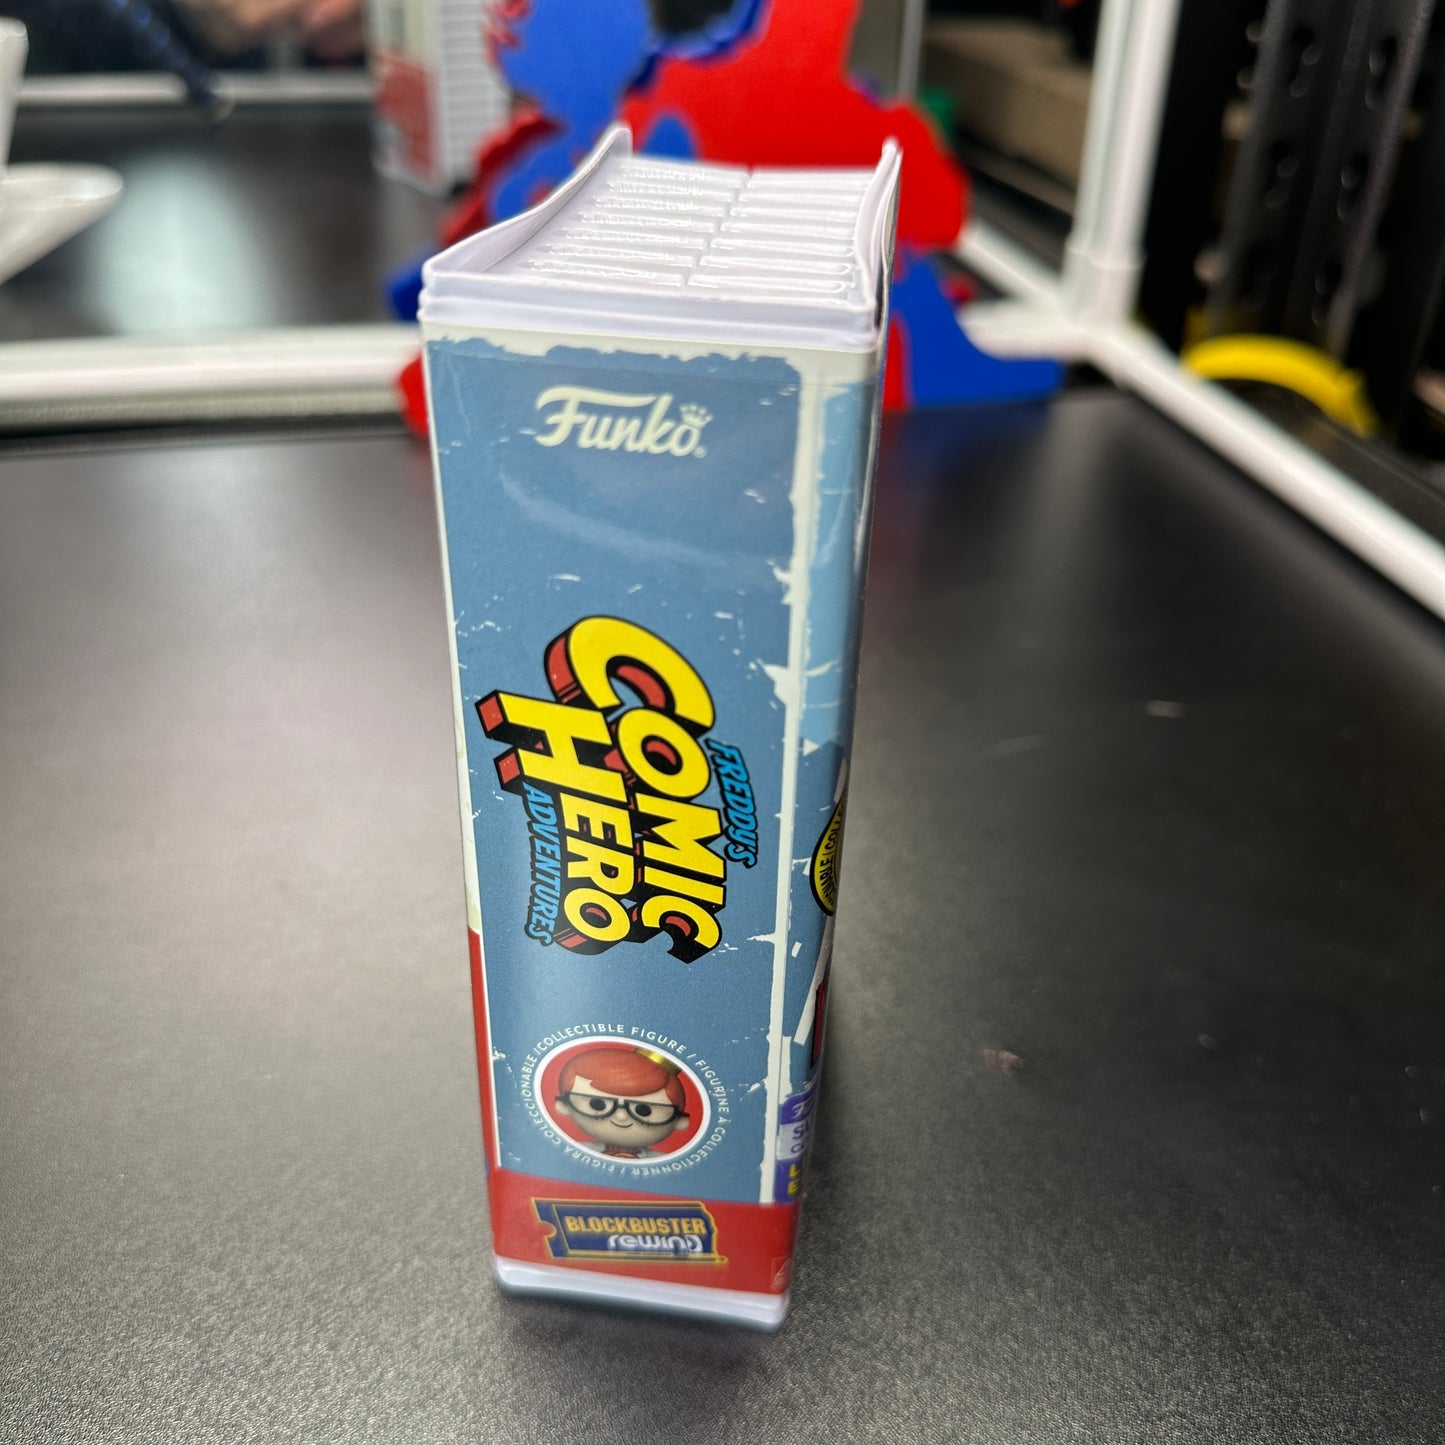 Funko
FREDDY'S
COMIC
HERO
ADVENTURES
COLLECTIBLE FIGURE / FIGURINE À COLLECTIONNER / FIGURA COLECCIONABLE /
BLOCKBUSTER
rewind